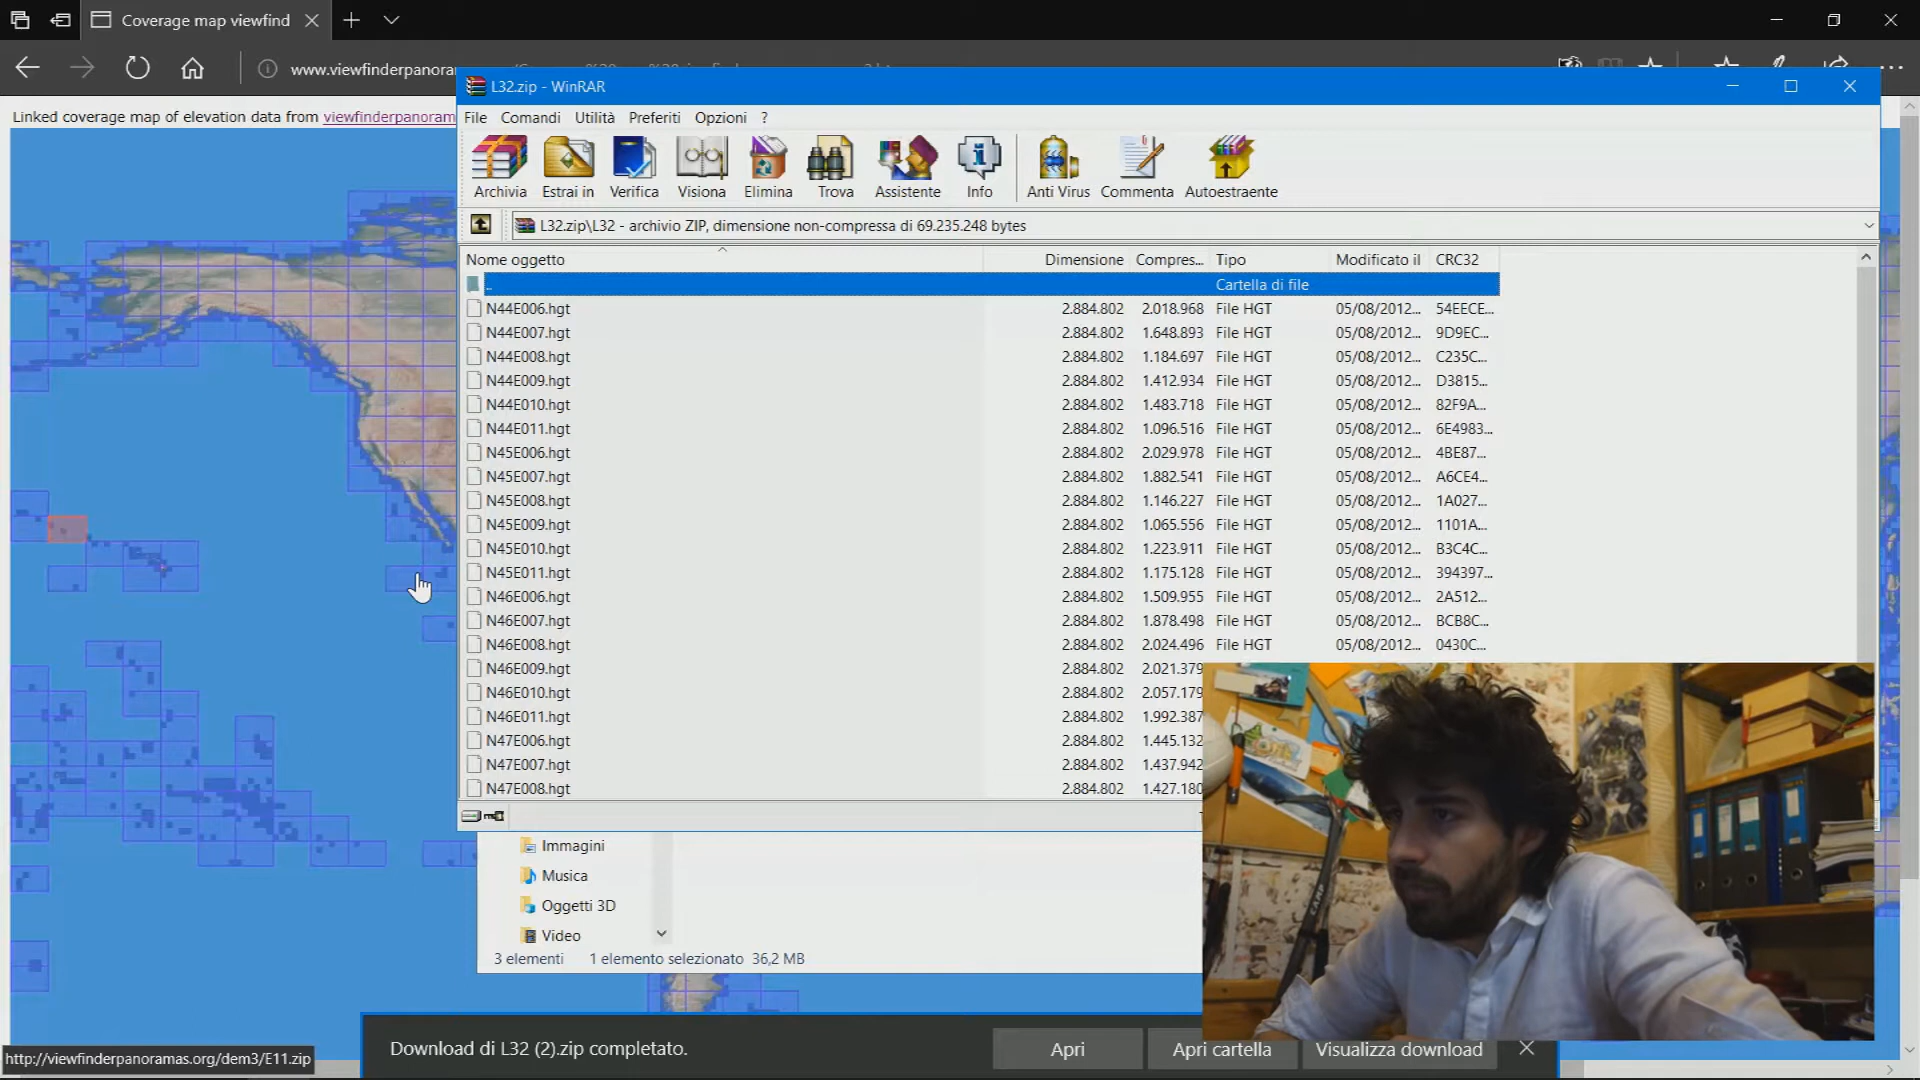 Coverage map viewfind
www.viewfinderpanora
Linked coverage map of elevation data from viewfinderpanoram
L32.zip - WinRAR
File Comandi Utilità Preferiti Opzioni ?
Archivia Estrai in Verifica Visiona Elimina Trova Assistente Info Anti Virus Commenta Autoestraente
L32.zip\L32 - archivio ZIP, dimensione non-compressa di 69.235.248 bytes
Nome oggetto Dimensione Compres... Tipo Modificato il CRC32
.. Cartella di file
N44E006.hgt 2.884.802 2.018.968 File HGT 05/08/2012... 54EECE...
N44E007.hgt 2.884.802 1.648.893 File HGT 05/08/2012... 9D9EC...
N44E008.hgt 2.884.802 1.184.697 File HGT 05/08/2012... C235C...
N44E009.hgt 2.884.802 1.412.934 File HGT 05/08/2012... D3815...
N44E010.hgt 2.884.802 1.483.718 File HGT 05/08/2012... 82F9A...
N44E011.hgt 2.884.802 1.096.516 File HGT 05/08/2012... 6E4983...
N45E006.hgt 2.884.802 2.029.978 File HGT 05/08/2012... 4BE87...
N45E007.hgt 2.884.802 1.882.541 File HGT 05/08/2012... A6CE4...
N45E008.hgt 2.884.802 1.146.227 File HGT 05/08/2012... 1A027...
N45E009.hgt 2.884.802 1.065.556 File HGT 05/08/2012... 1101A...
N45E010.hgt 2.884.802 1.223.911 File HGT 05/08/2012... B3C4C...
N45E011.hgt 2.884.802 1.175.128 File HGT 05/08/2012... 394397...
N46E006.hgt 2.884.802 1.509.955 File HGT 05/08/2012... 2A512...
N46E007.hgt 2.884.802 1.878.498 File HGT 05/08/2012... BCB8C...
N46E008.hgt 2.884.802 2.024.496 File HGT 05/08/2012... 0430C...
N46E009.hgt 2.884.802 2.021.379
N46E010.hgt 2.884.802 2.057.179
N46E011.hgt 2.884.802 1.992.387
N47E006.hgt 2.884.802 1.445.132
N47E007.hgt 2.884.802 1.437.942
N47E008.hgt 2.884.802 1.427.180
Immagini
Musica
Oggetti 3D
Video
3 elementi 1 elemento selezionato 36,2 MB
Download di L32 (2).zip completato. Apri Apri cartella Visualizza download
http://viewfinderpanoramas.org/dem3/E11.zip